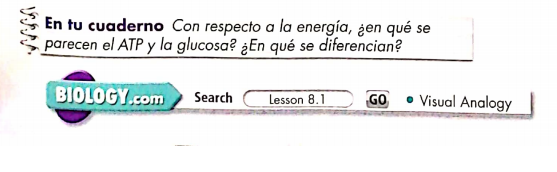 En tu cuaderno Con respecto a la energía, ¿en qué se
parecen el ATP y la glucosa? ¿En qué se diferencian?
BIOLOGY.com Search Lesson 8.1 GO • Visual Analogy